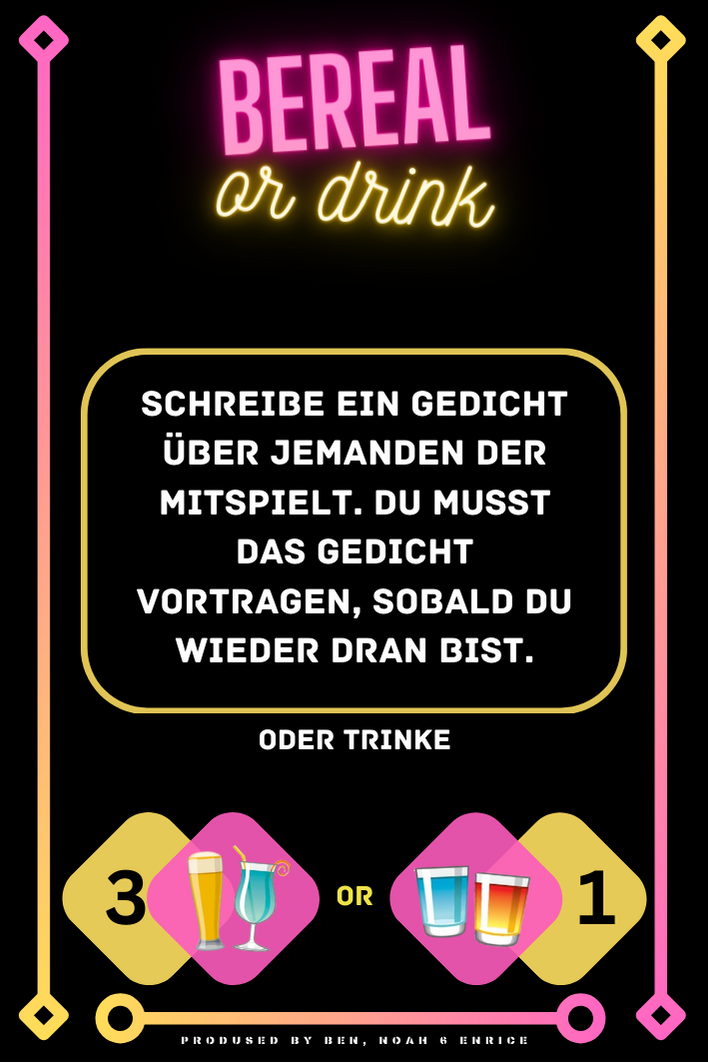 BEREAL
or drink
SCHREIBE EIN GEDICHT
ÜBER JEMANDEN DER
MITSPIELT. DU MUSST
DAS GEDICHT
VORTRAGEN, SOBALD DU
WIEDER DRAN BIST.
ODER TRINKE
3 OR 1
PRODUSED BY BEN, NOAH & ENRICE